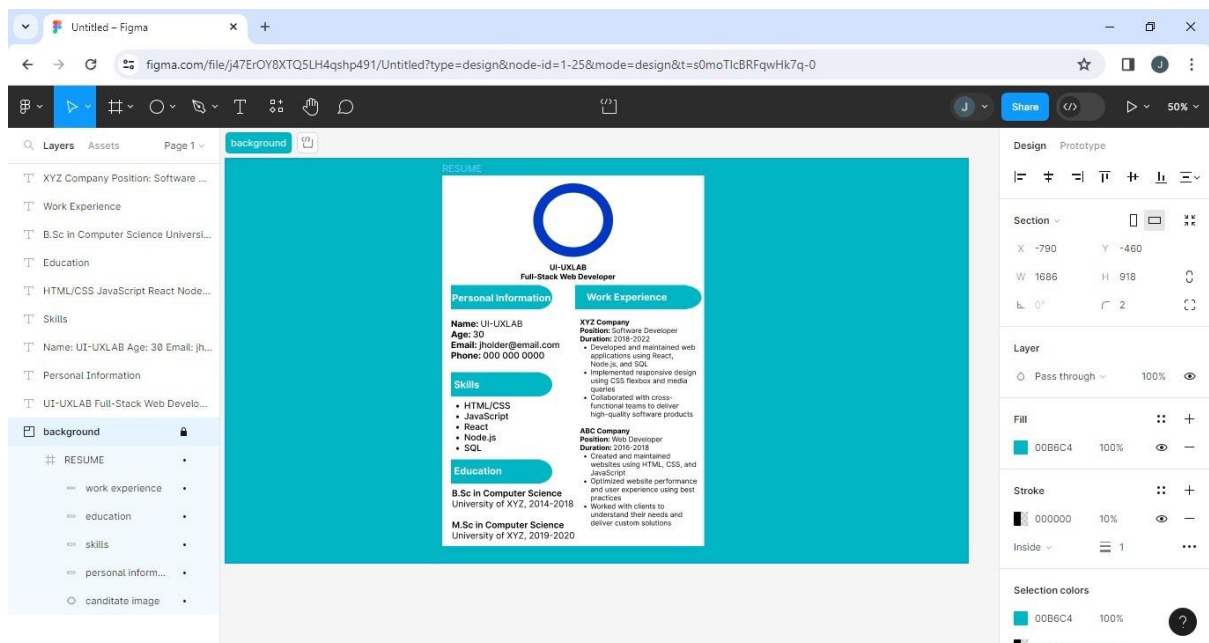 Untitled – Figma
figma.com/file/j47ErOY8XTQ5LH4qshp491/Untitled?type=design&node-id=1-25&mode=design&t=s0moTIcBRFqwHk7q-0
J
J
Share
50%
Layers Assets Page 1
XYZ Company Position: Software ...
Work Experience
B.Sc in Computer Science Universi...
Education
HTML/CSS JavaScript React Node...
Skills
Name: UI-UXLAB Age: 30 Email: jh...
Personal Information
UI-UXLAB Full-Stack Web Develo...
background
RESUME
work experience
education
skills
personal inform...
canditate image
background
RESUME
UI-UXLAB
Full-Stack Web Developer
Personal Information
Name: UI-UXLAB
Age: 30
Email: jholder@email.com
Phone: 000 000 0000
Skills
• HTML/CSS
• JavaScript
• React
• Node.js
• SQL
Education
B.Sc in Computer Science
University of XYZ, 2014-2018
M.Sc in Computer Science
University of XYZ, 2019-2020
Work Experience
XYZ Company
Position: Software Developer
Duration: 2018-2022
• Developed and maintained web
applications using React,
Node.js, and SQL
• Implemented responsive design
using CSS flexbox and media
queries
• Collaborated with cross-
functional teams to deliver
high-quality software products
ABC Company
Position: Web Developer
Duration: 2016-2018
• Created and maintained
websites using HTML, CSS, and
JavaScript
• Optimized website performance
and user experience using best
practices
• Worked with clients to
understand their needs and
deliver custom solutions
Design Prototype
Section
X -790 Y -460
W 1686 H 918
0° 2
Layer
Pass through 100%
Fill
00B6C4 100%
Stroke
000000 10%
Inside 1
Selection colors
00B6C4 100%
?